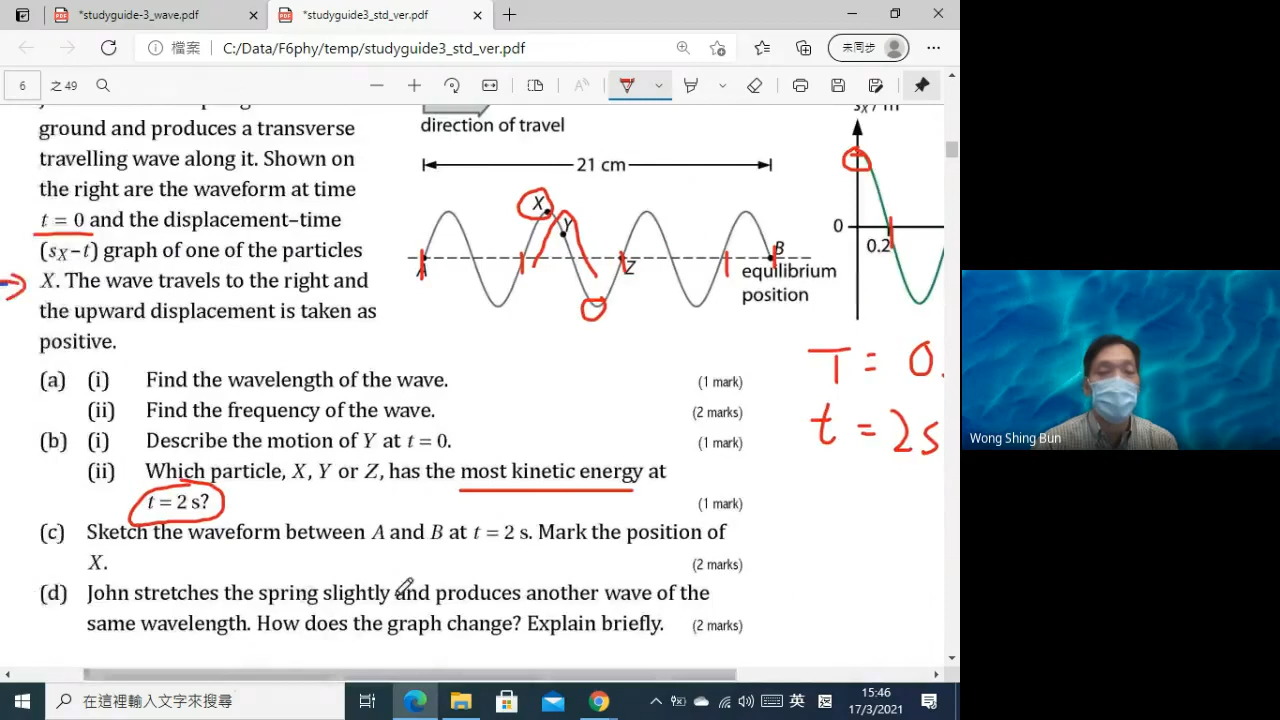 *studyguide-3_wave.pdf
*studyguide3_std_ver.pdf
檔案
C:/Data/F6phy/temp/studyguide3_std_ver.pdf
未同步
6
之 49
ground and produces a transverse
travelling wave along it. Shown on
the right are the waveform at time
t = 0 and the displacement–time
(sX–t) graph of one of the particles
X. The wave travels to the right and
the upward displacement is taken as
positive.
direction of travel
21 cm
X
Y
A
Z
B
equilibrium
position
sX / m
0
0.2
T = 0.
t = 2s
(a) (i) Find the wavelength of the wave. (1 mark)
(ii) Find the frequency of the wave. (2 marks)
(b) (i) Describe the motion of Y at t = 0. (1 mark)
(ii) Which particle, X, Y or Z, has the most kinetic energy at
t = 2 s? (1 mark)
(c) Sketch the waveform between A and B at t = 2 s. Mark the position of
X. (2 marks)
(d) John stretches the spring slightly and produces another wave of the
same wavelength. How does the graph change? Explain briefly. (2 marks)
Wong Shing Bun
在這裡輸入文字來搜尋
英
15:46
17/3/2021